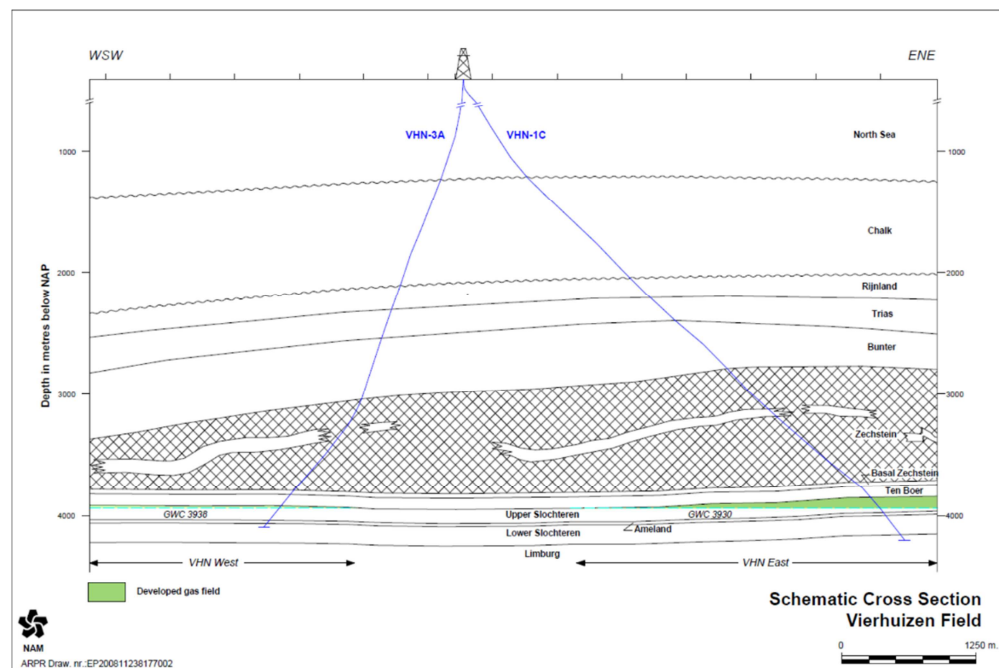 WSW
ENE
VHN-3A
VHN-1C
North Sea
1000
1000
Chalk
2000
2000
Rijnland
Trias
Bunter
Depth in metres below NAP
3000
3000
Zechstein
Basal Zechstein
Ten Boer
GWC 3938
Upper Slochteren
GWC 3930
4000
4000
Ameland
Lower Slochteren
Limburg
VHN West
VHN East
Developed gas field
Schematic Cross Section
Vierhuizen Field
NAM
0
1250 m.
ARPR Draw. nr.:EP200811238177002